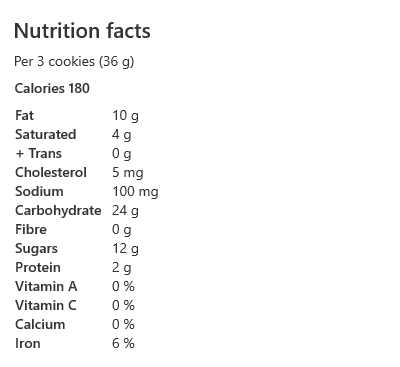 Nutrition facts
Per 3 cookies (36 g)
Calories 180
Fat 10 g
Saturated 4 g
+ Trans 0 g
Cholesterol 5 mg
Sodium 100 mg
Carbohydrate 24 g
Fibre 0 g
Sugars 12 g
Protein 2 g
Vitamin A 0 %
Vitamin C 0 %
Calcium 0 %
Iron 6 %